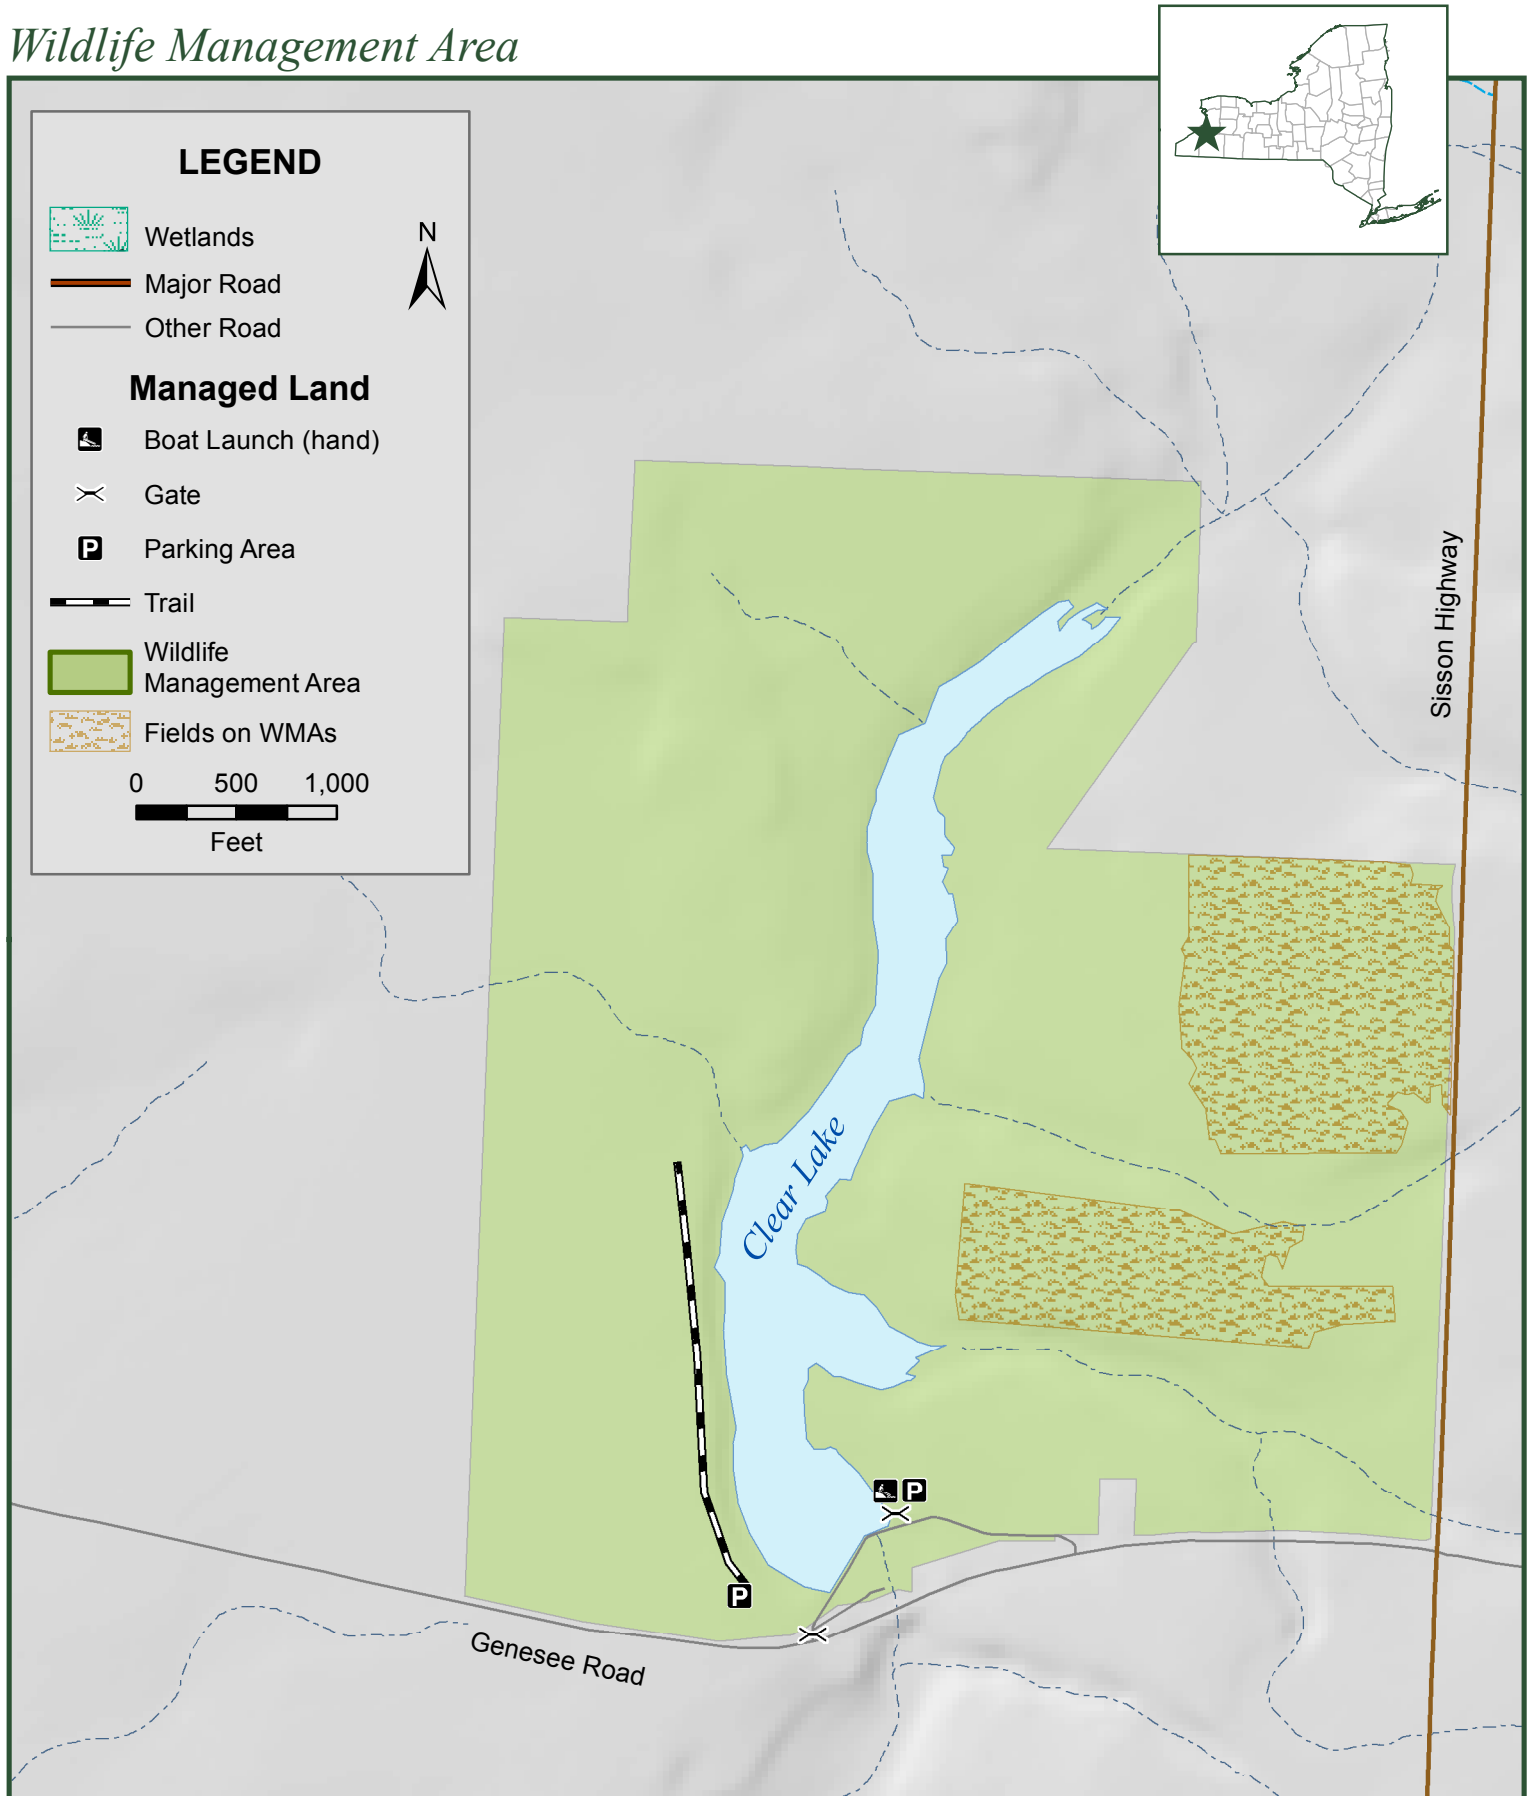 Wildlife Management Area
LEGEND
Wetlands
N
Major Road
Other Road
Managed Land
Boat Launch (hand)
Gate
P
Parking Area
Trail
Wildlife
Management Area
Fields on WMAs
0 500 1,000
Feet
Sisson Highway
Clear Lake
P
P
Genesee Road